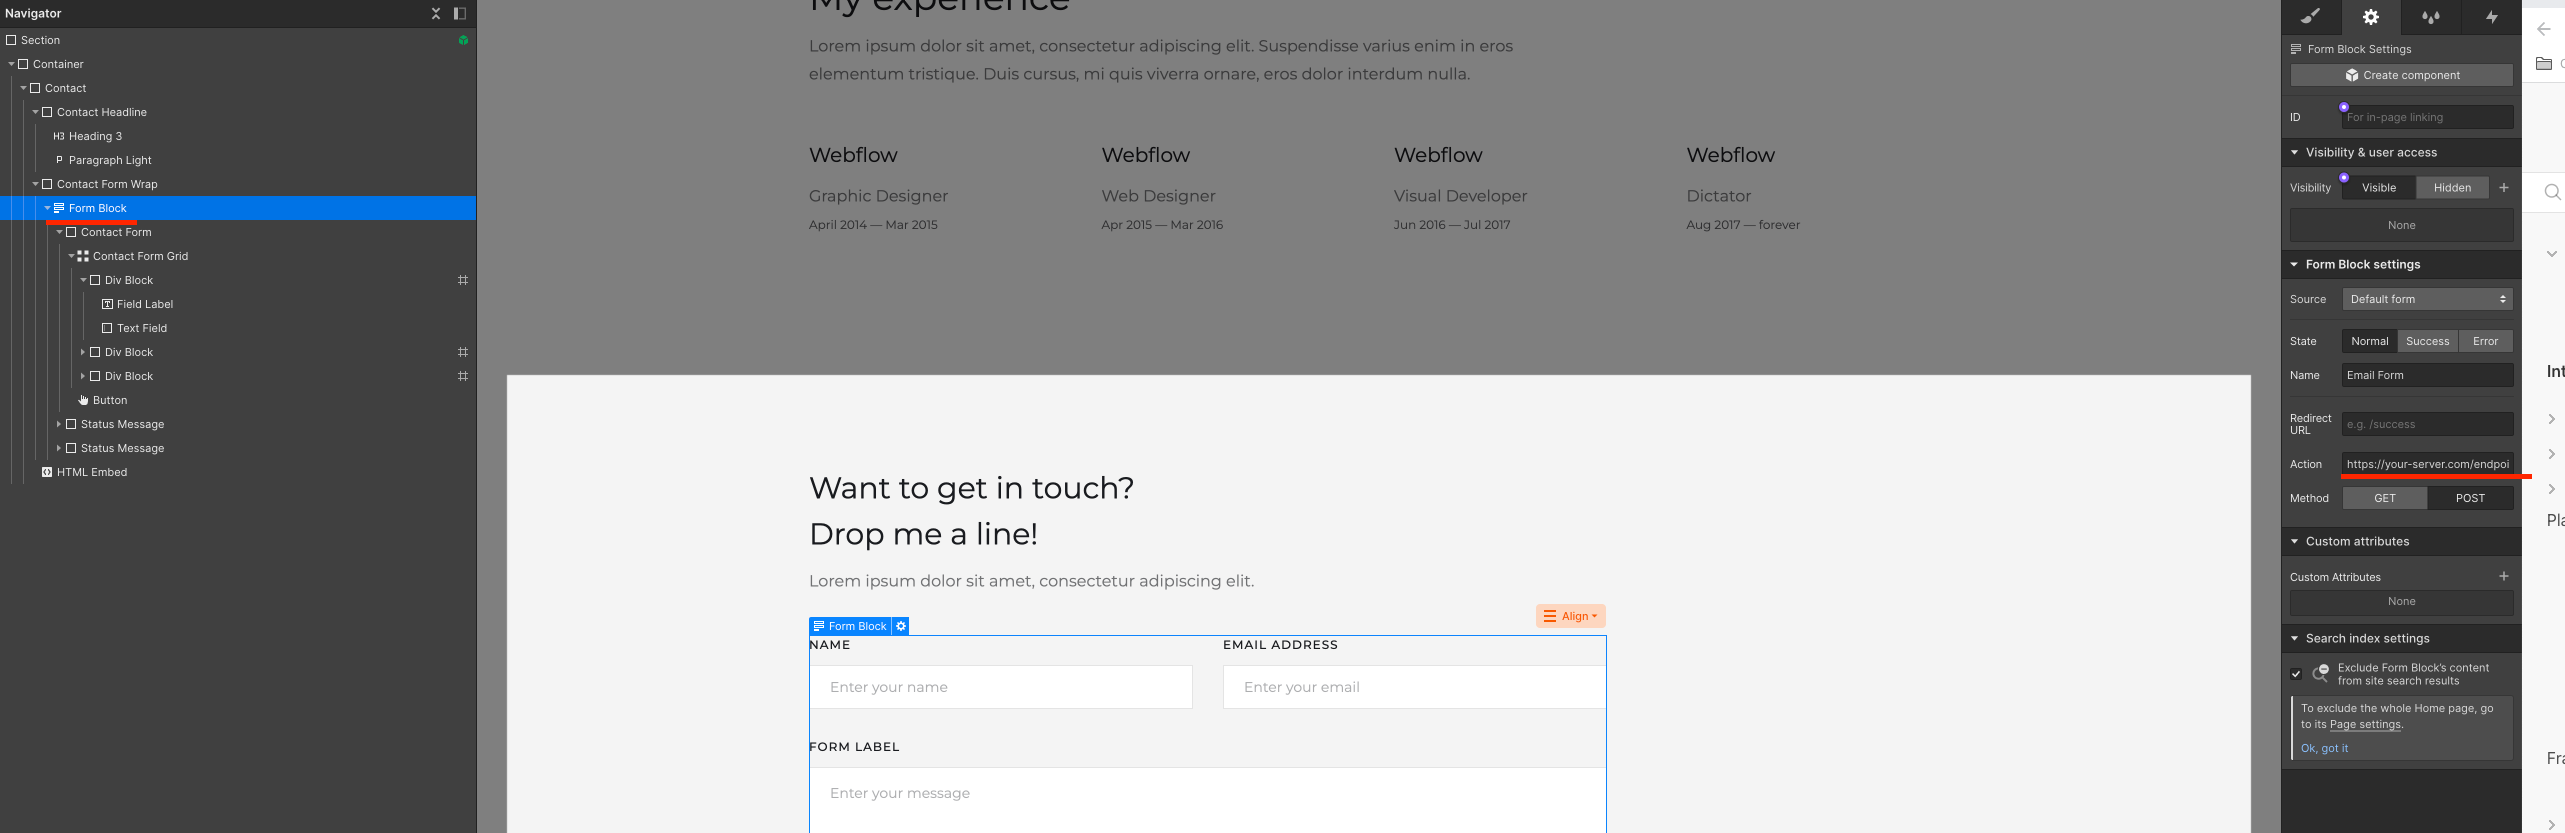 Navigator
Section
Container
Contact
Contact Headline
H3 Heading 3
P Paragraph Light
Contact Form Wrap
Form Block
Contact Form
Contact Form Grid
Div Block
Field Label
Text Field
Div Block
Div Block
Button
Status Message
Status Message
HTML Embed
My experience
Lorem ipsum dolor sit amet, consectetur adipiscing elit. Suspendisse varius enim in eros
elementum tristique. Duis cursus, mi quis viverra ornare, eros dolor interdum nulla.
Webflow
Graphic Designer
April 2014 — Mar 2015
Webflow
Web Designer
Apr 2015 — Mar 2016
Webflow
Visual Developer
Jun 2016 — Jul 2017
Webflow
Dictator
Aug 2017 — forever
Want to get in touch?
Drop me a line!
Lorem ipsum dolor sit amet, consectetur adipiscing elit.
Align
Form Block
NAME
Enter your name
EMAIL ADDRESS
Enter your email
FORM LABEL
Enter your message
Form Block Settings
Create component
ID For in-page linking
Visibility & user access
Visibility Visible Hidden
None
Form Block settings
Source Default form
State Normal Success Error
Name Email Form
Redirect URL e.g. /success
Action https://your-server.com/endpoi
Method GET POST
Custom attributes
Custom Attributes
None
Search index settings
Exclude Form Block's content
from site search results
To exclude the whole Home page, go
to its Page settings.
Ok, got it
Int
Pla
Fra